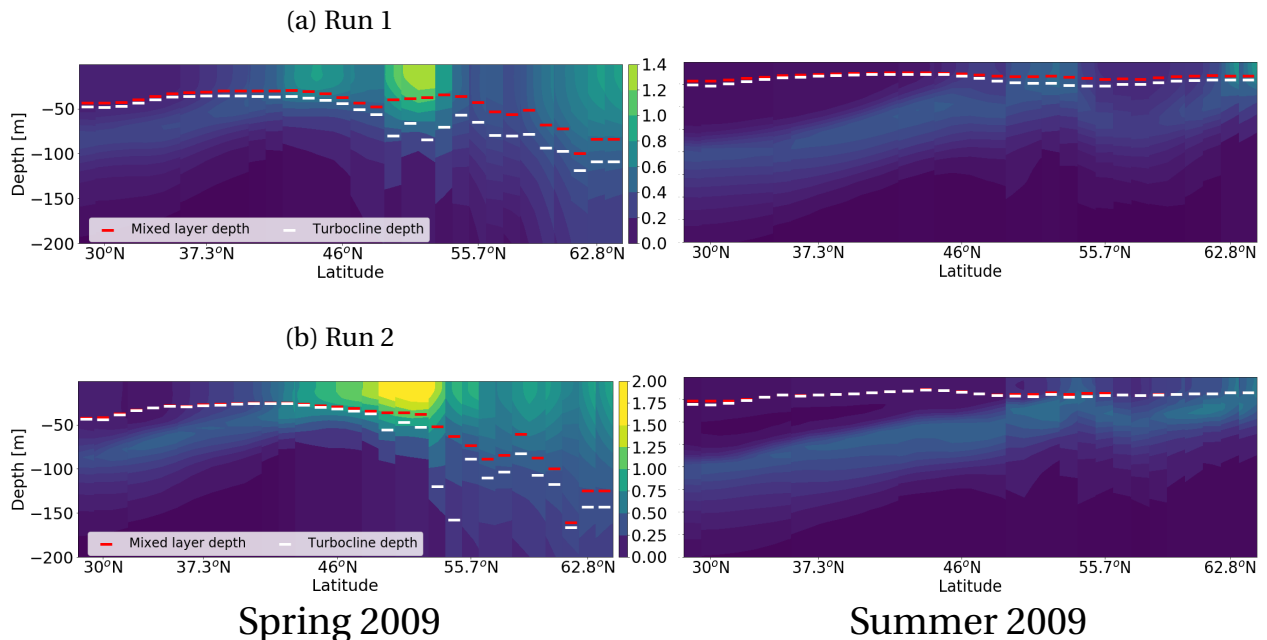 (a) Run 1
Depth [m]
−50
−100
−150
−200
Mixed layer depth Turbocline depth
1.4
1.2
1.0
0.8
0.6
0.4
0.2
0.0
30°N 37.3°N 46°N 55.7°N 62.8°N
Latitude
30°N 37.3°N 46°N 55.7°N 62.8°N
Latitude
(b) Run 2
Depth [m]
−50
−100
−150
−200
Mixed layer depth Turbocline depth
2.00
1.75
1.50
1.25
1.00
0.75
0.50
0.25
0.00
30°N 37.3°N 46°N 55.7°N 62.8°N
Latitude
30°N 37.3°N 46°N 55.7°N 62.8°N
Latitude
Spring 2009
Summer 2009